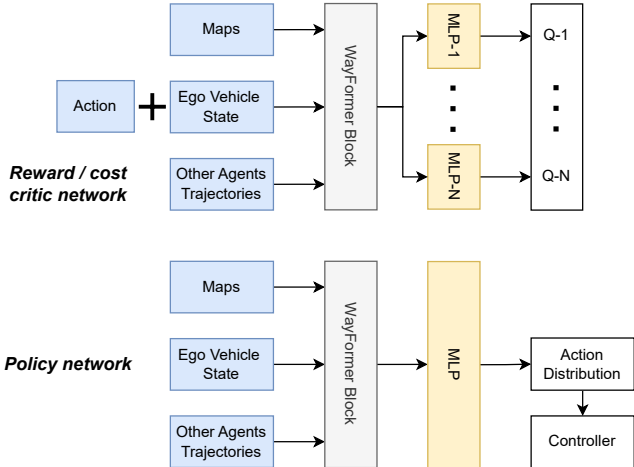 Maps
WayFormer Block
MLP-1
Q-1
Action
Ego Vehicle
State
Reward / cost
critic network
Other Agents
Trajectories
MLP-N
Q-N
Maps
WayFormer Block
MLP
Policy network
Ego Vehicle
State
Action
Distribution
Other Agents
Trajectories
Controller